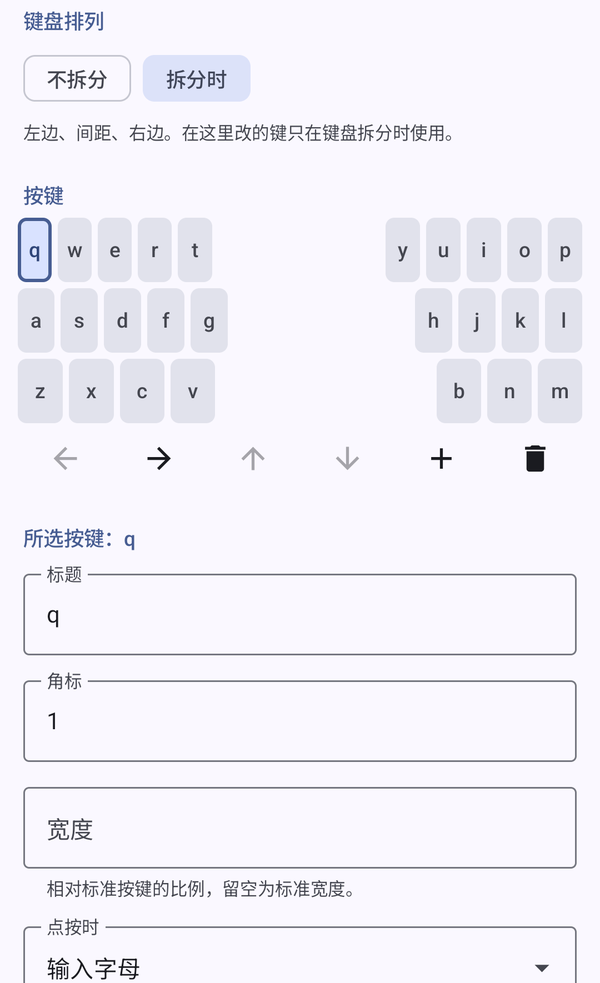 键盘排列
不拆分 拆分时
左边、间距、右边。在这里改的键只在键盘拆分时使用。
按键
q w e r t y u i o p
a s d f g h j k l
z x c v b n m
所选按键：q
标题
q
角标
1
宽度
相对标准按键的比例，留空为标准宽度。
点按时
输入字母